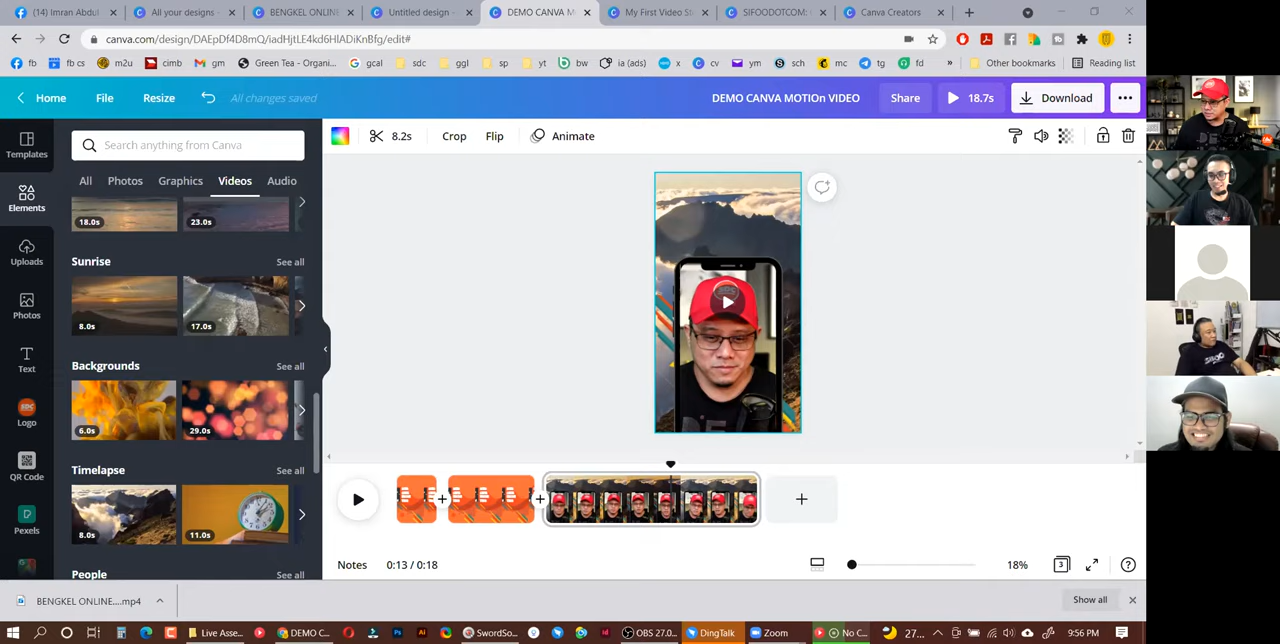 (14) Imran Abdul
All your designs -
BENGKEL ONLINE
Untitled design -
DEMO CANVA M
My First Video St
SIFOODOTCOM:
Canva Creators
canva.com/design/DAEpDf4D8mQ/iadHjtLE4kd6HlADiKnBfg/edit#
fb
fb cs
m2u
cimb
gm
Green Tea - Organi...
gcal
sdc
ggl
sp
yt
bw
ia (ads)
x
cv
ym
sch
mc
tg
fd
»
Other bookmarks
Reading list
Home
File
Resize
All changes saved
DEMO CANVA MOTIOn VIDEO
Share
18.7s
Download
Templates
Elements
Uploads
Photos
Text
Logo
QR Code
Pexels
Search anything from Canva
All
Photos
Graphics
Videos
Audio
18.0s
23.0s
Sunrise
See all
8.0s
17.0s
Backgrounds
See all
6.0s
29.0s
Timelapse
See all
8.0s
11.0s
People
See all
8.2s
Crop
Flip
Animate
Notes
0:13 / 0:18
18%
3
BENGKEL ONLINE....mp4
Show all
Live Asse...
DEMO C...
SwordSo...
OBS 27.0...
DingTalk
Zoom
No C...
27...
9:56 PM